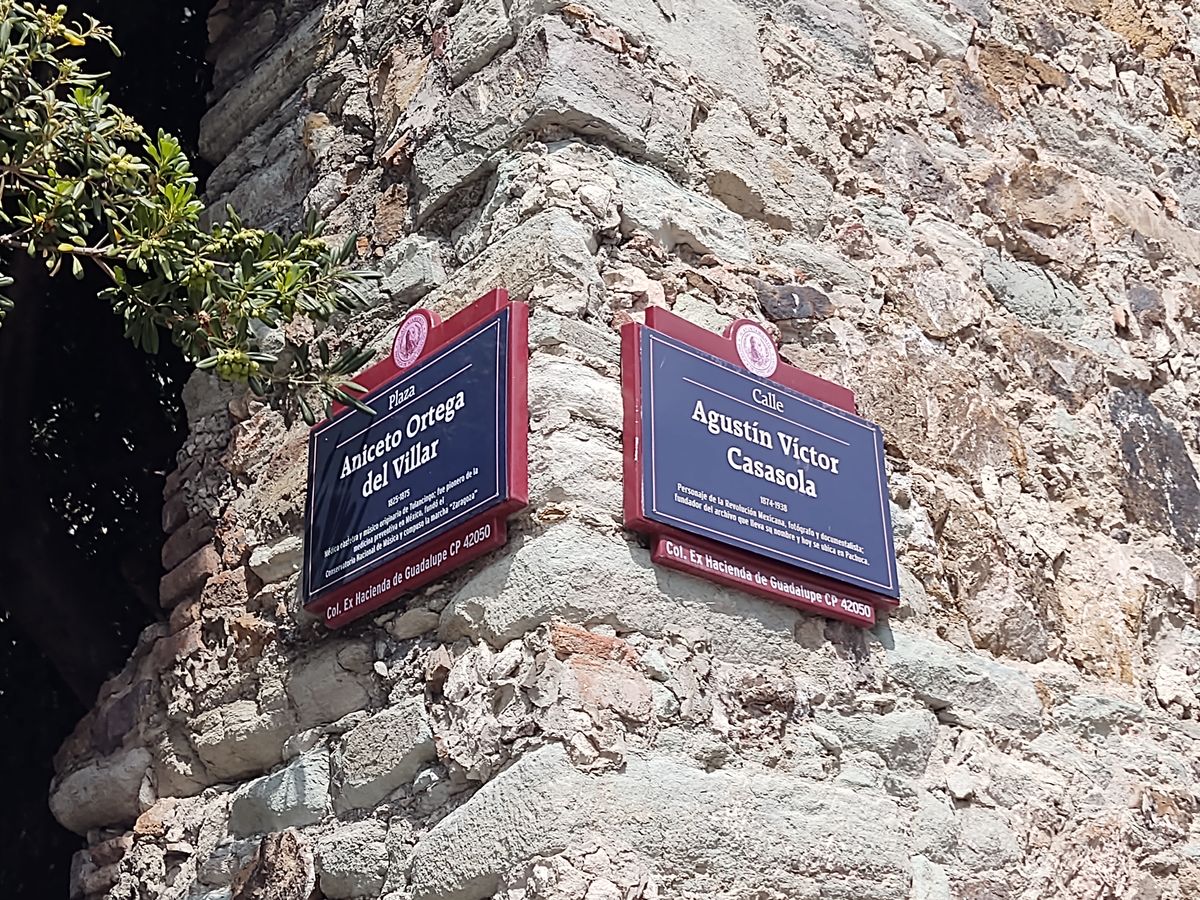 Plaza
Aniceto Ortega
del Villar
1825-1875
Médico obstetra y músico originario de Tulancingo; fue pionero de la
medicina preventiva en México, fundó el
Conservatorio Nacional de Música y compuso la marcha "Zaragoza"
Col. Ex Hacienda de Guadalupe CP 42050
Calle
Agustín Víctor
Casasola
1874-1938
Personaje de la Revolución Mexicana, fotógrafo y documentalista;
fundador del archivo que lleva su nombre y hoy se ubica en Pachuca.
Col. Ex Hacienda de Guadalupe CP 42050